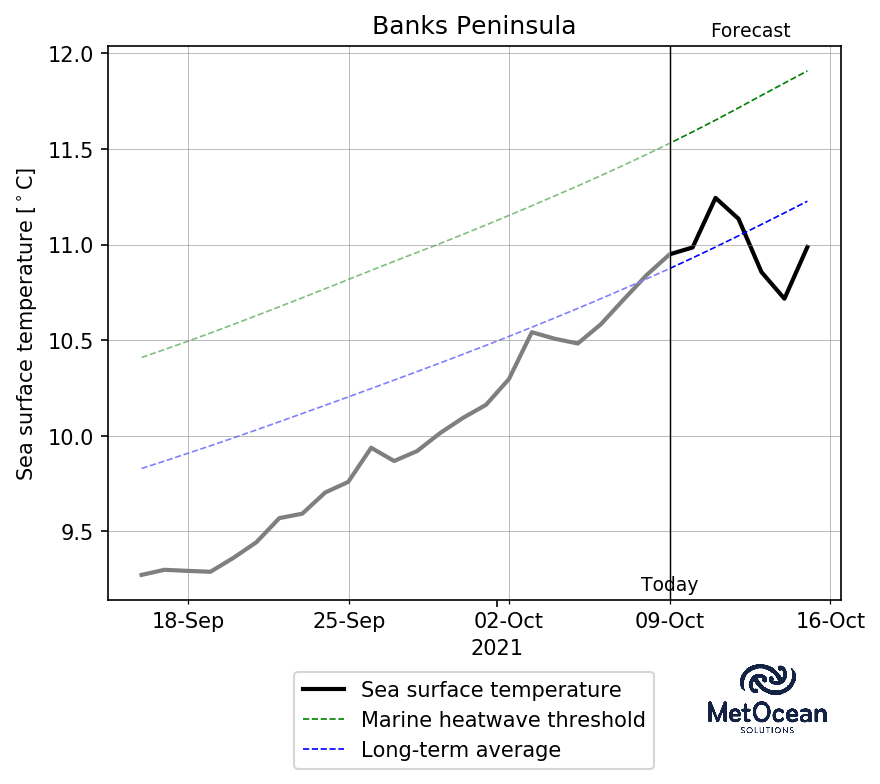 Banks Peninsula
Forecast
12.0
11.5
11.0
10.5
10.0
9.5
Sea surface temperature [°C]
Today
18-Sep 25-Sep 02-Oct 09-Oct 16-Oct
2021
Sea surface temperature
Marine heatwave threshold
Long-term average
MetOcean
SOLUTIONS